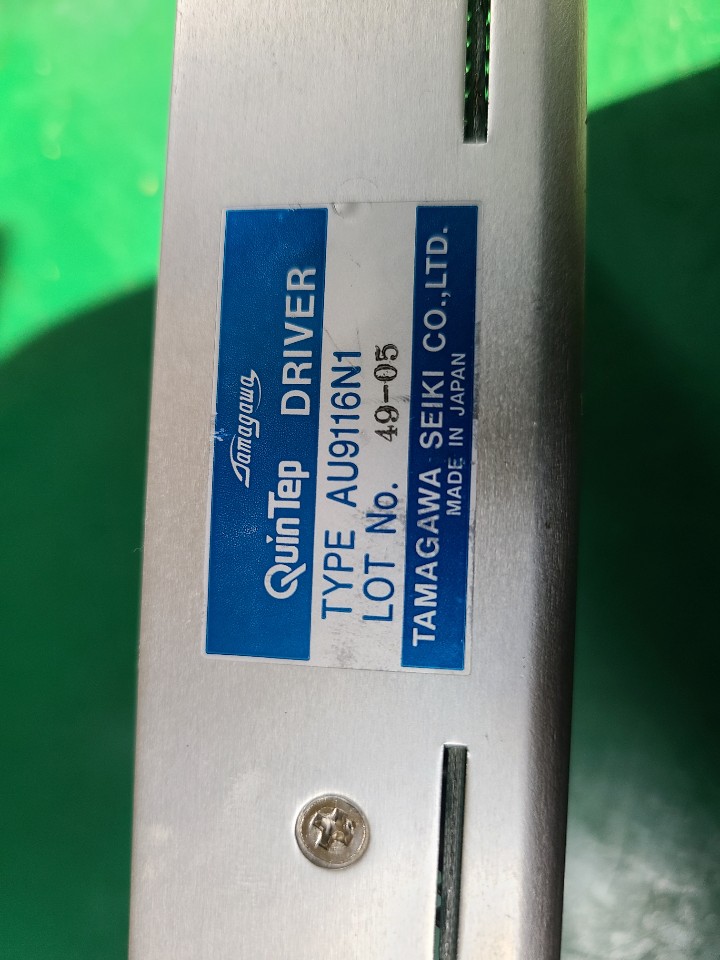 Tamagawa
QuinTep DRIVER
TYPE AU9116N1
LOT No. 49-05
TAMAGAWA SEIKI CO.,LTD.
MADE IN JAPAN